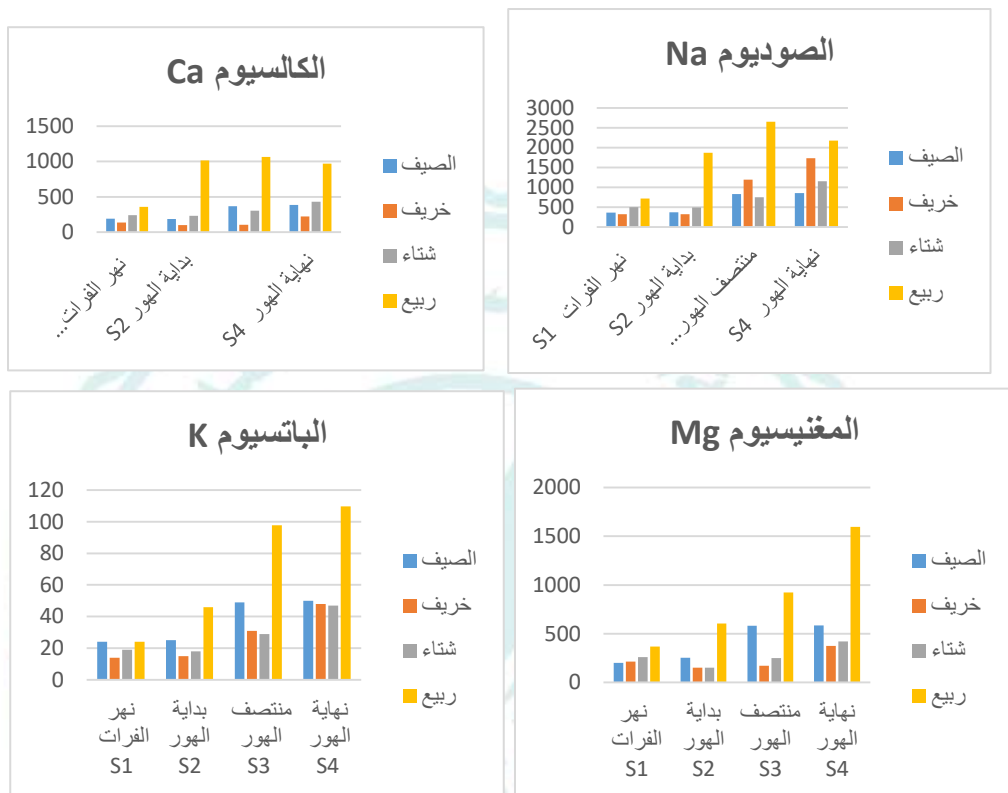 الكالسيوم Ca
1500
1000
500
0
نهر الفرات...
بداية الهور S2
نهاية الهور S4
الصيف
خريف
شتاء
ربيع
الصوديوم Na
3000
2500
2000
1500
1000
500
0
نهر الفرات S1
بداية الهور S2
منتصف الهور...
نهاية الهور S4
الصيف
خريف
شتاء
ربيع
الباتسيوم K
120
100
80
60
40
20
0
نهر
الفرات
S1
بداية
الهور
S2
منتصف
الهور
S3
نهاية
الهور
S4
الصيف
خريف
شتاء
ربيع
المغنيسيوم Mg
2000
1500
1000
500
0
نهر
الفرات
S1
بداية
الهور
S2
منتصف
الهور
S3
نهاية
الهور
S4
الصيف
خريف
شتاء
ربيع